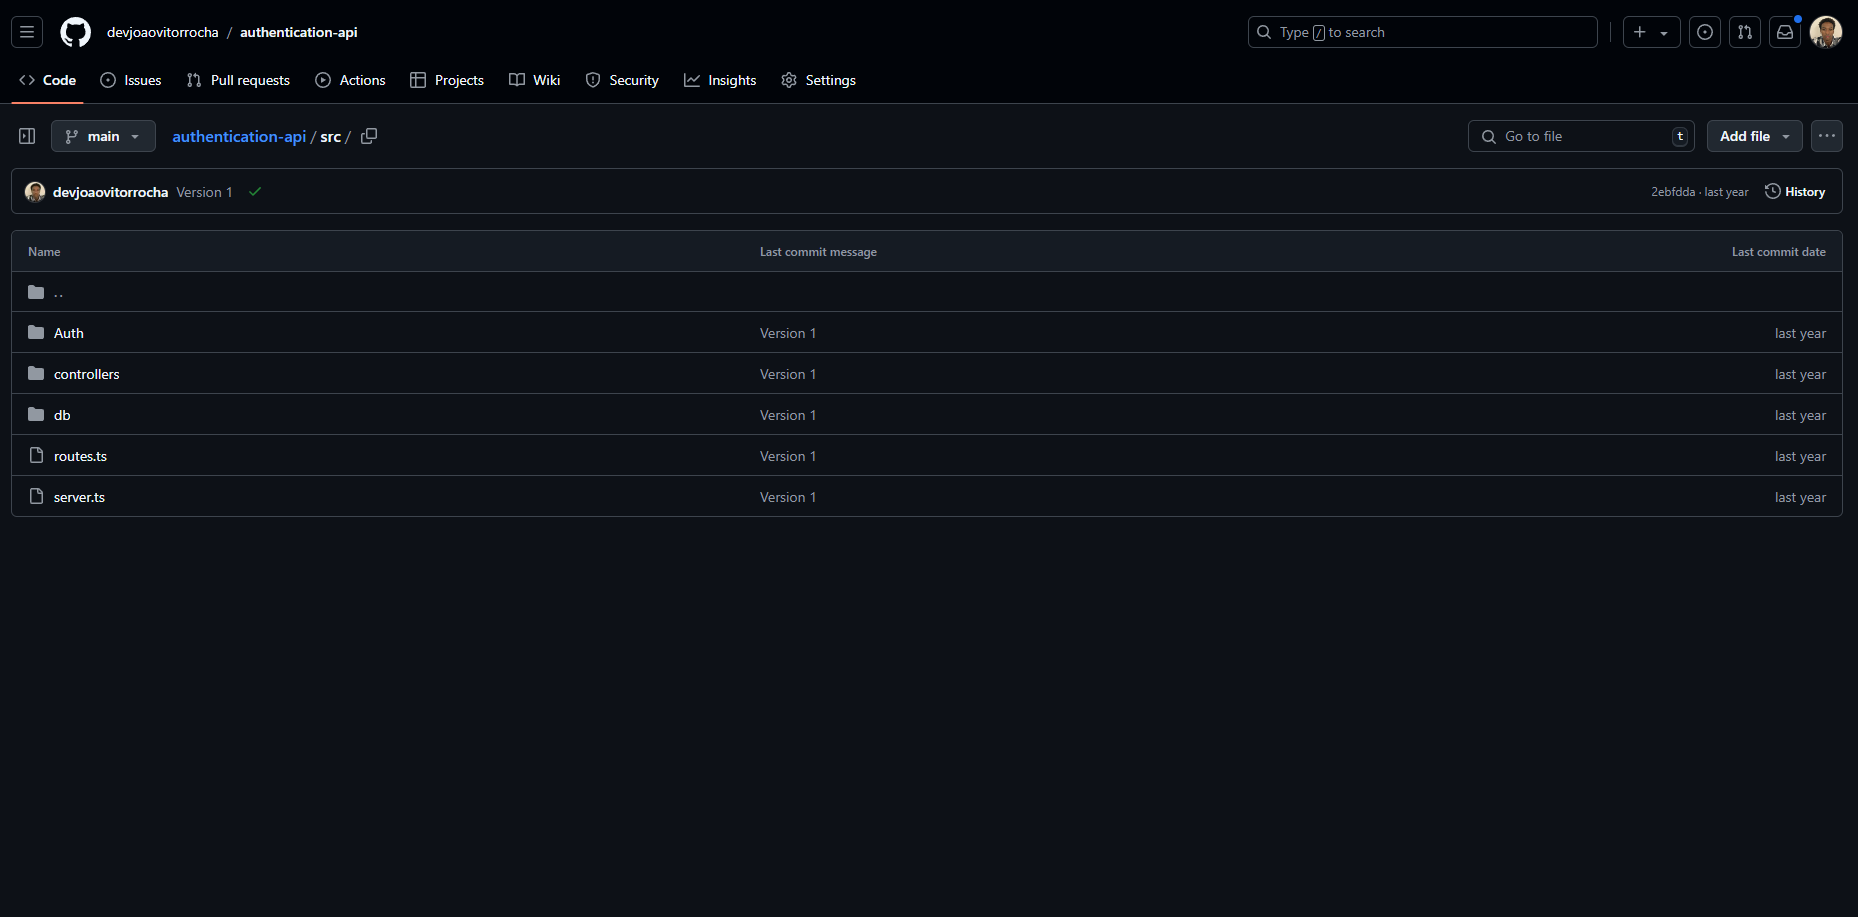 devjoaovitorrocha / authentication-api
Type / to search
Code Issues Pull requests Actions Projects Wiki Security Insights Settings
main authentication-api / src /
Go to file t Add file
devjoaovitorrocha Version 1 2ebfdda · last year History
Name Last commit message Last commit date
..
Auth Version 1 last year
controllers Version 1 last year
db Version 1 last year
routes.ts Version 1 last year
server.ts Version 1 last year